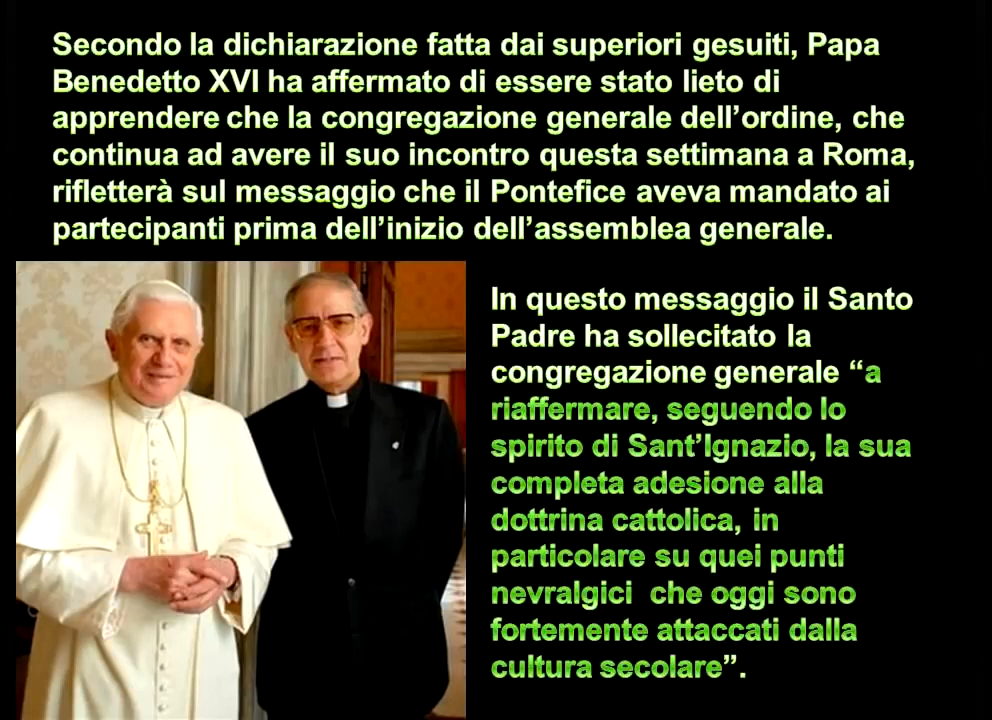 Secondo la dichiarazione fatta dai superiori gesuiti, Papa
Benedetto XVI ha affermato di essere stato lieto di
apprendere che la congregazione generale dell’ordine, che
continua ad avere il suo incontro questa settimana a Roma,
rifletterà sul messaggio che il Pontefice aveva mandato ai
partecipanti prima dell’inizio dell’assemblea generale.
In questo messaggio il Santo
Padre ha sollecitato la
congregazione generale “a
riaffermare, seguendo lo
spirito di Sant’Ignazio, la sua
completa adesione alla
dottrina cattolica, in
particolare su quei punti
nevralgici  che oggi sono
fortemente attaccati dalla
cultura secolare”.